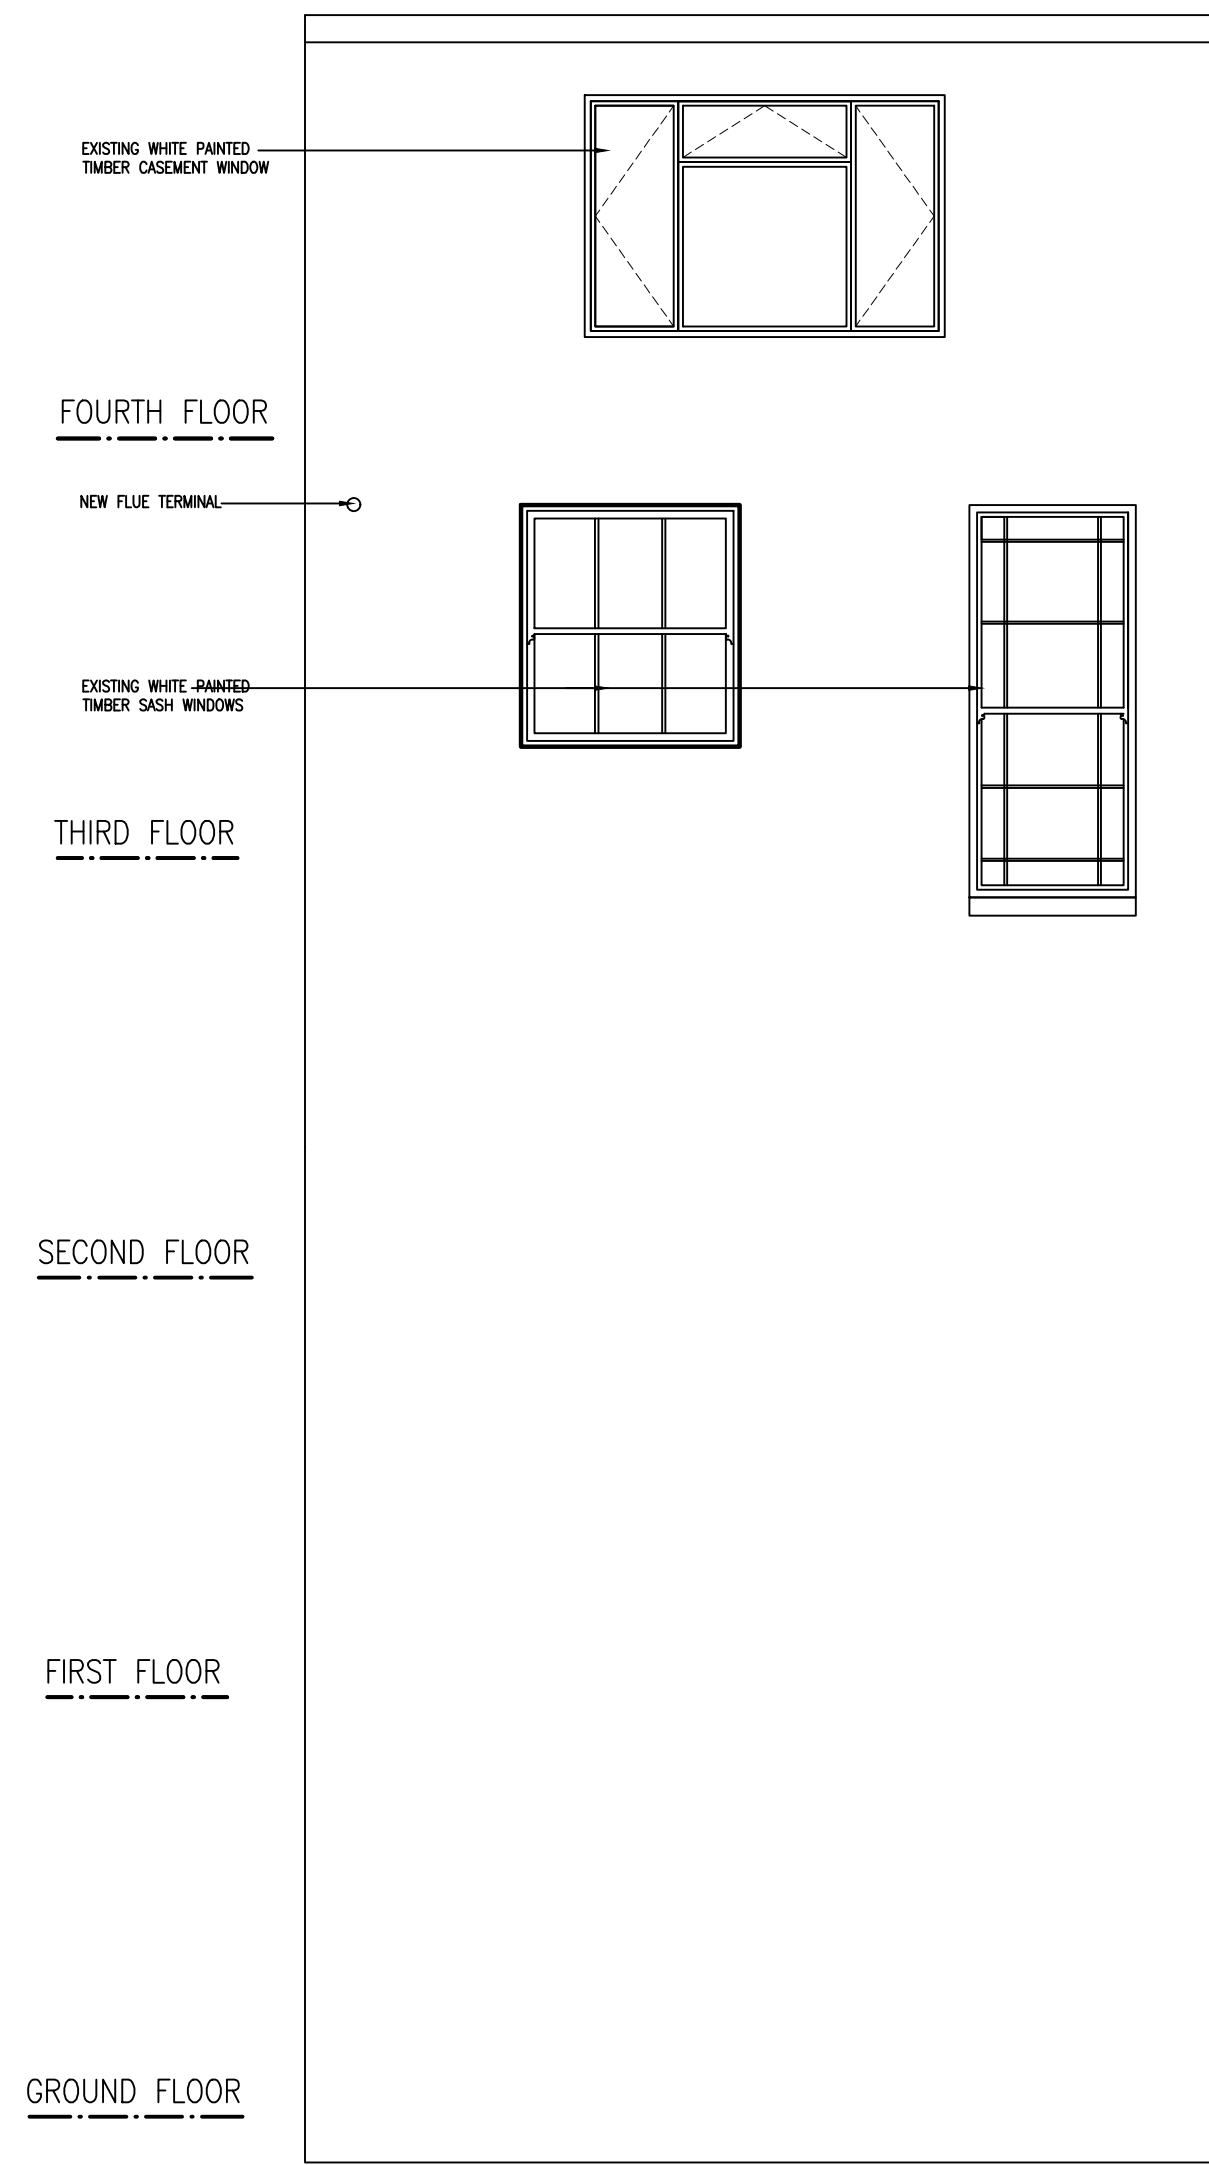 EXISTING WHITE PAINTED
TIMBER CASEMENT WINDOW
FOURTH FLOOR
NEW FLUE TERMINAL
EXISTING WHITE PAINTED
TIMBER SASH WINDOWS
THIRD FLOOR
SECOND FLOOR
FIRST FLOOR
GROUND FLOOR